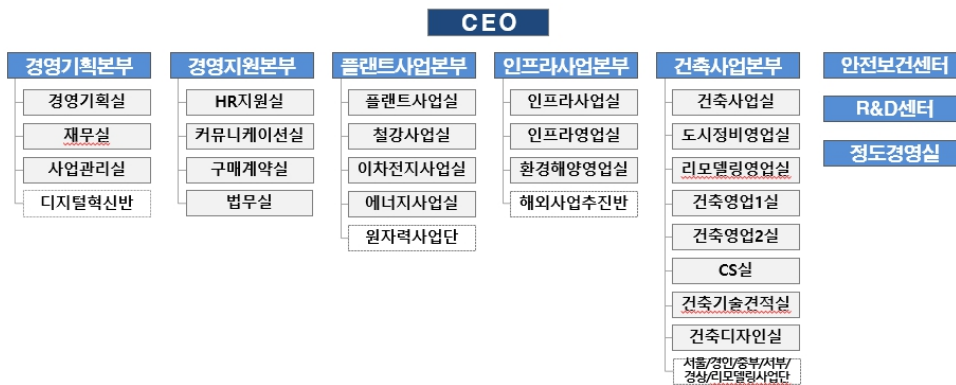 CEO
경영기획본부
경영기획실
재무실
사업관리실
디지털혁신반
경영지원본부
HR지원실
커뮤니케이션실
구매계약실
법무실
플랜트사업본부
플랜트사업실
철강사업실
이차전지사업실
에너지사업실
원자력사업단
인프라사업본부
인프라사업실
인프라영업실
환경해양영업실
해외사업추진반
건축사업본부
건축사업실
도시정비영업실
리모델링영업실
건축영업1실
건축영업2실
CS실
건축기술견적실
건축디자인실
서울/경인/중부/서부/
경상/리모델링사업단
안전보건센터
R&D센터
정도경영실